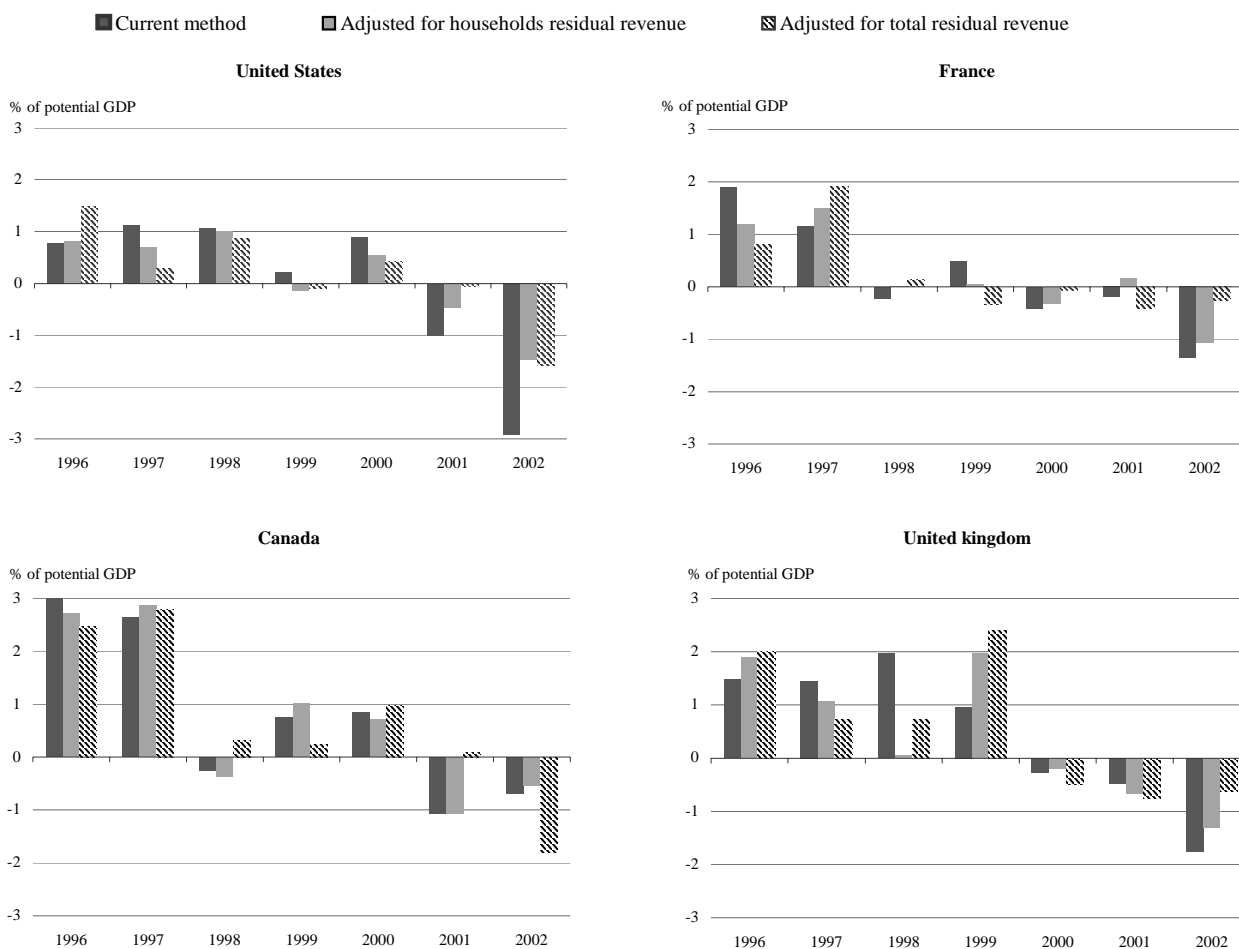 Current method Adjusted for households residual revenue Adjusted for total residual revenue
United States
% of potential GDP
3
2
1
0
-1
-2
-3
1996 1997 1998 1999 2000 2001 2002
France
% of potential GDP
3
2
1
0
-1
-2
-3
1996 1997 1998 1999 2000 2001 2002
Canada
% of potential GDP
3
2
1
0
-1
-2
-3
1996 1997 1998 1999 2000 2001 2002
United kingdom
% of potential GDP
3
2
1
0
-1
-2
-3
1996 1997 1998 1999 2000 2001 2002